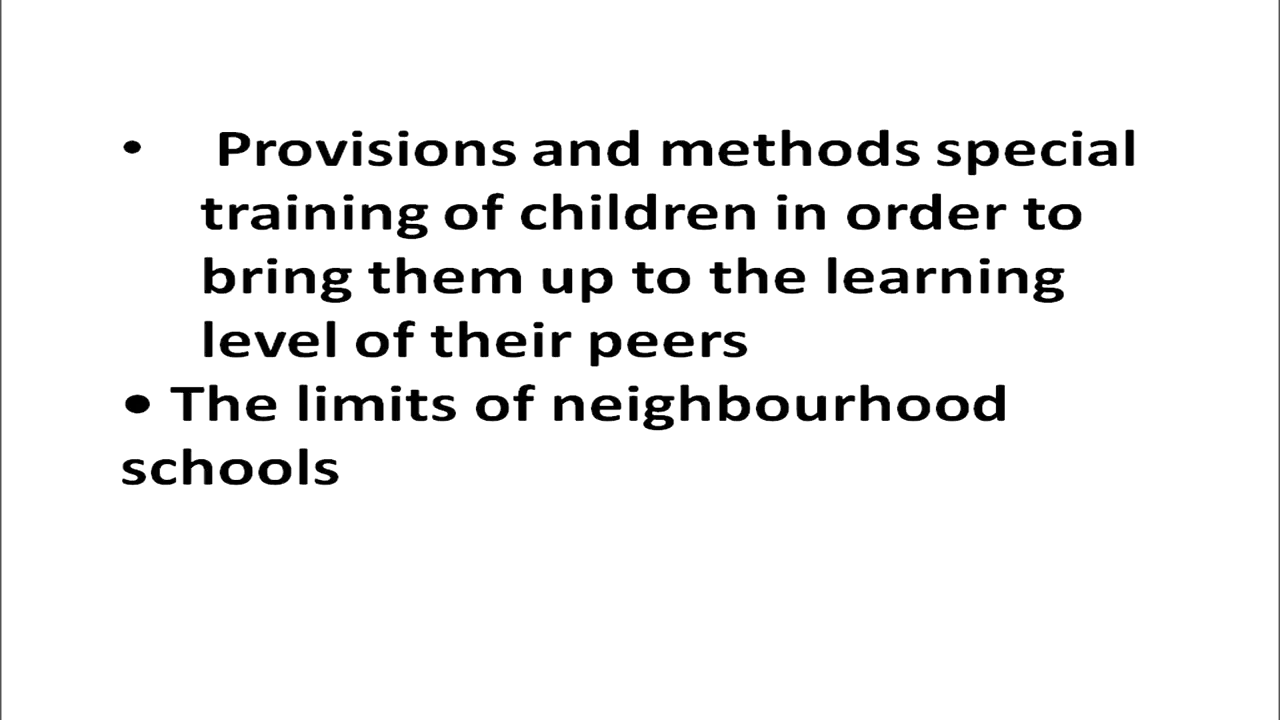 • Provisions and methods special
training of children in order to
bring them up to the learning
level of their peers
• The limits of neighbourhood
schools